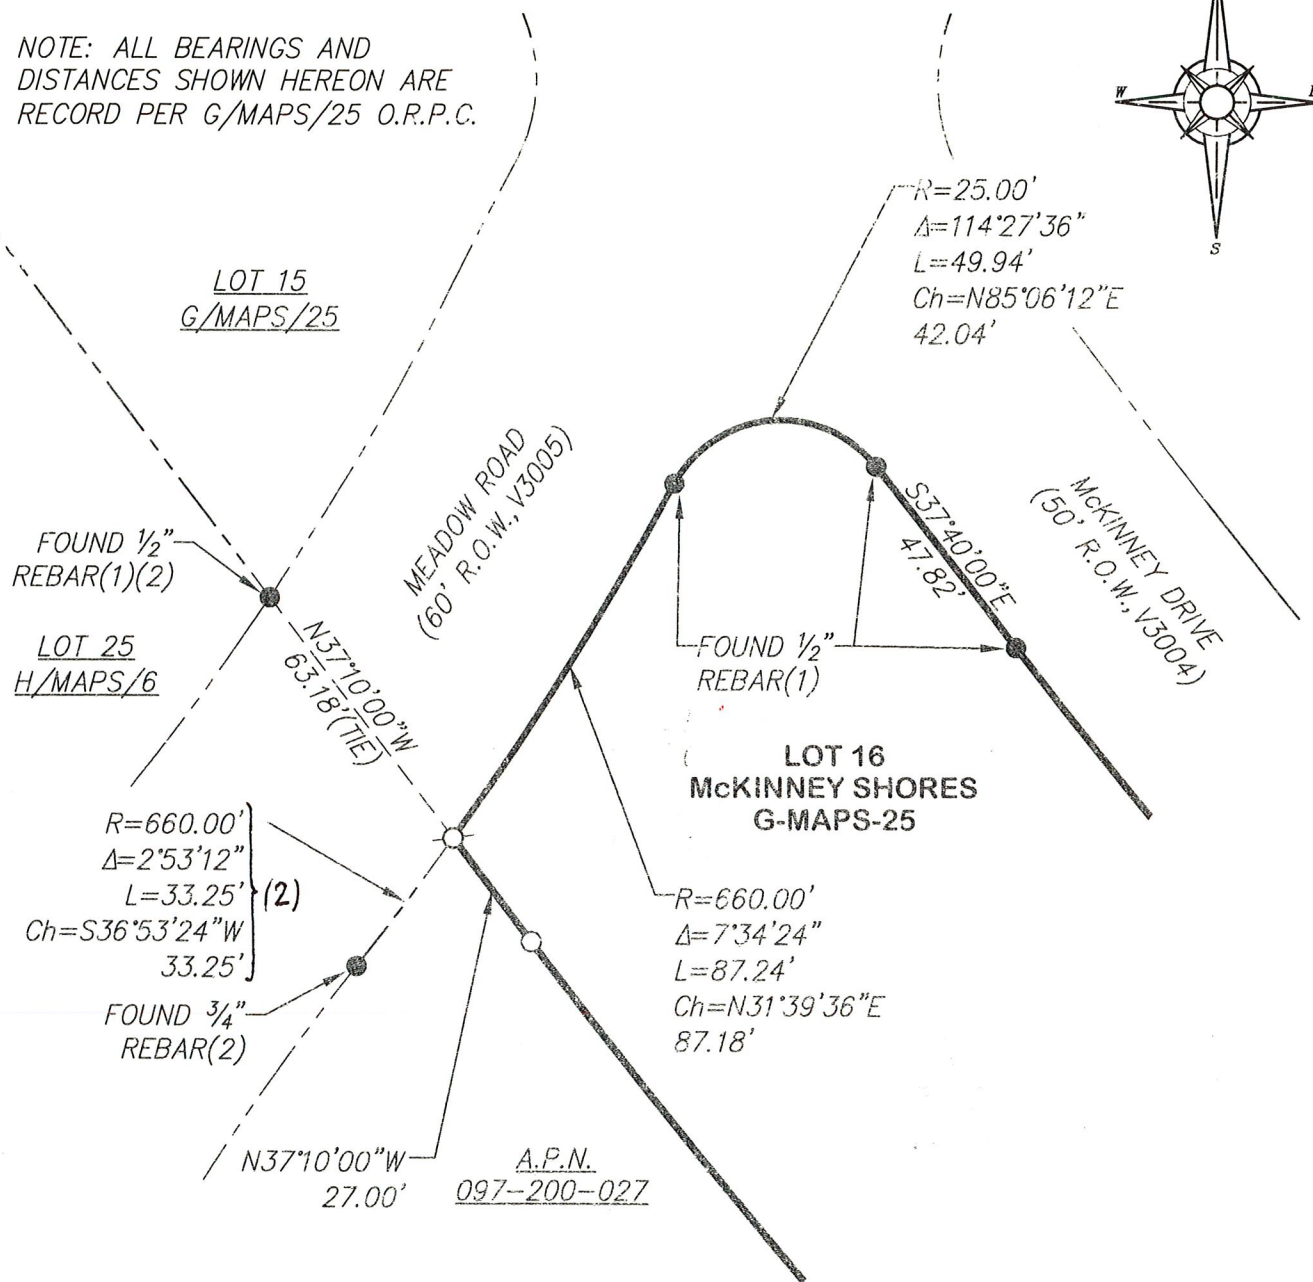 NOTE: ALL BEARINGS AND
DISTANCES SHOWN HEREON ARE
RECORD PER G/MAPS/25 O.R.P.C.
W
S
R=25.00'
Δ=114°27'36"
L=49.94'
Ch=N85°06'12"E
42.04'
LOT 15
G/MAPS/25
MEADOW ROAD
(60' R.O.W., V3005)
McKINNEY DRIVE
(50' R.O.W., V3004)
S37°40'00"E
47.82'
FOUND ½"
REBAR(1)(2)
LOT 25
H/MAPS/6
N37°10'00"W
63.18'(TIE)
FOUND ½"
REBAR(1)
LOT 16
McKINNEY SHORES
G-MAPS-25
R=660.00'
Δ=2°53'12"
L=33.25'
Ch=S36°53'24"W
33.25'
(2)
R=660.00'
Δ=7°34'24"
L=87.24'
Ch=N31°39'36"E
87.18'
FOUND ¾"
REBAR(2)
N37°10'00"W
27.00'
A.P.N.
097-200-027